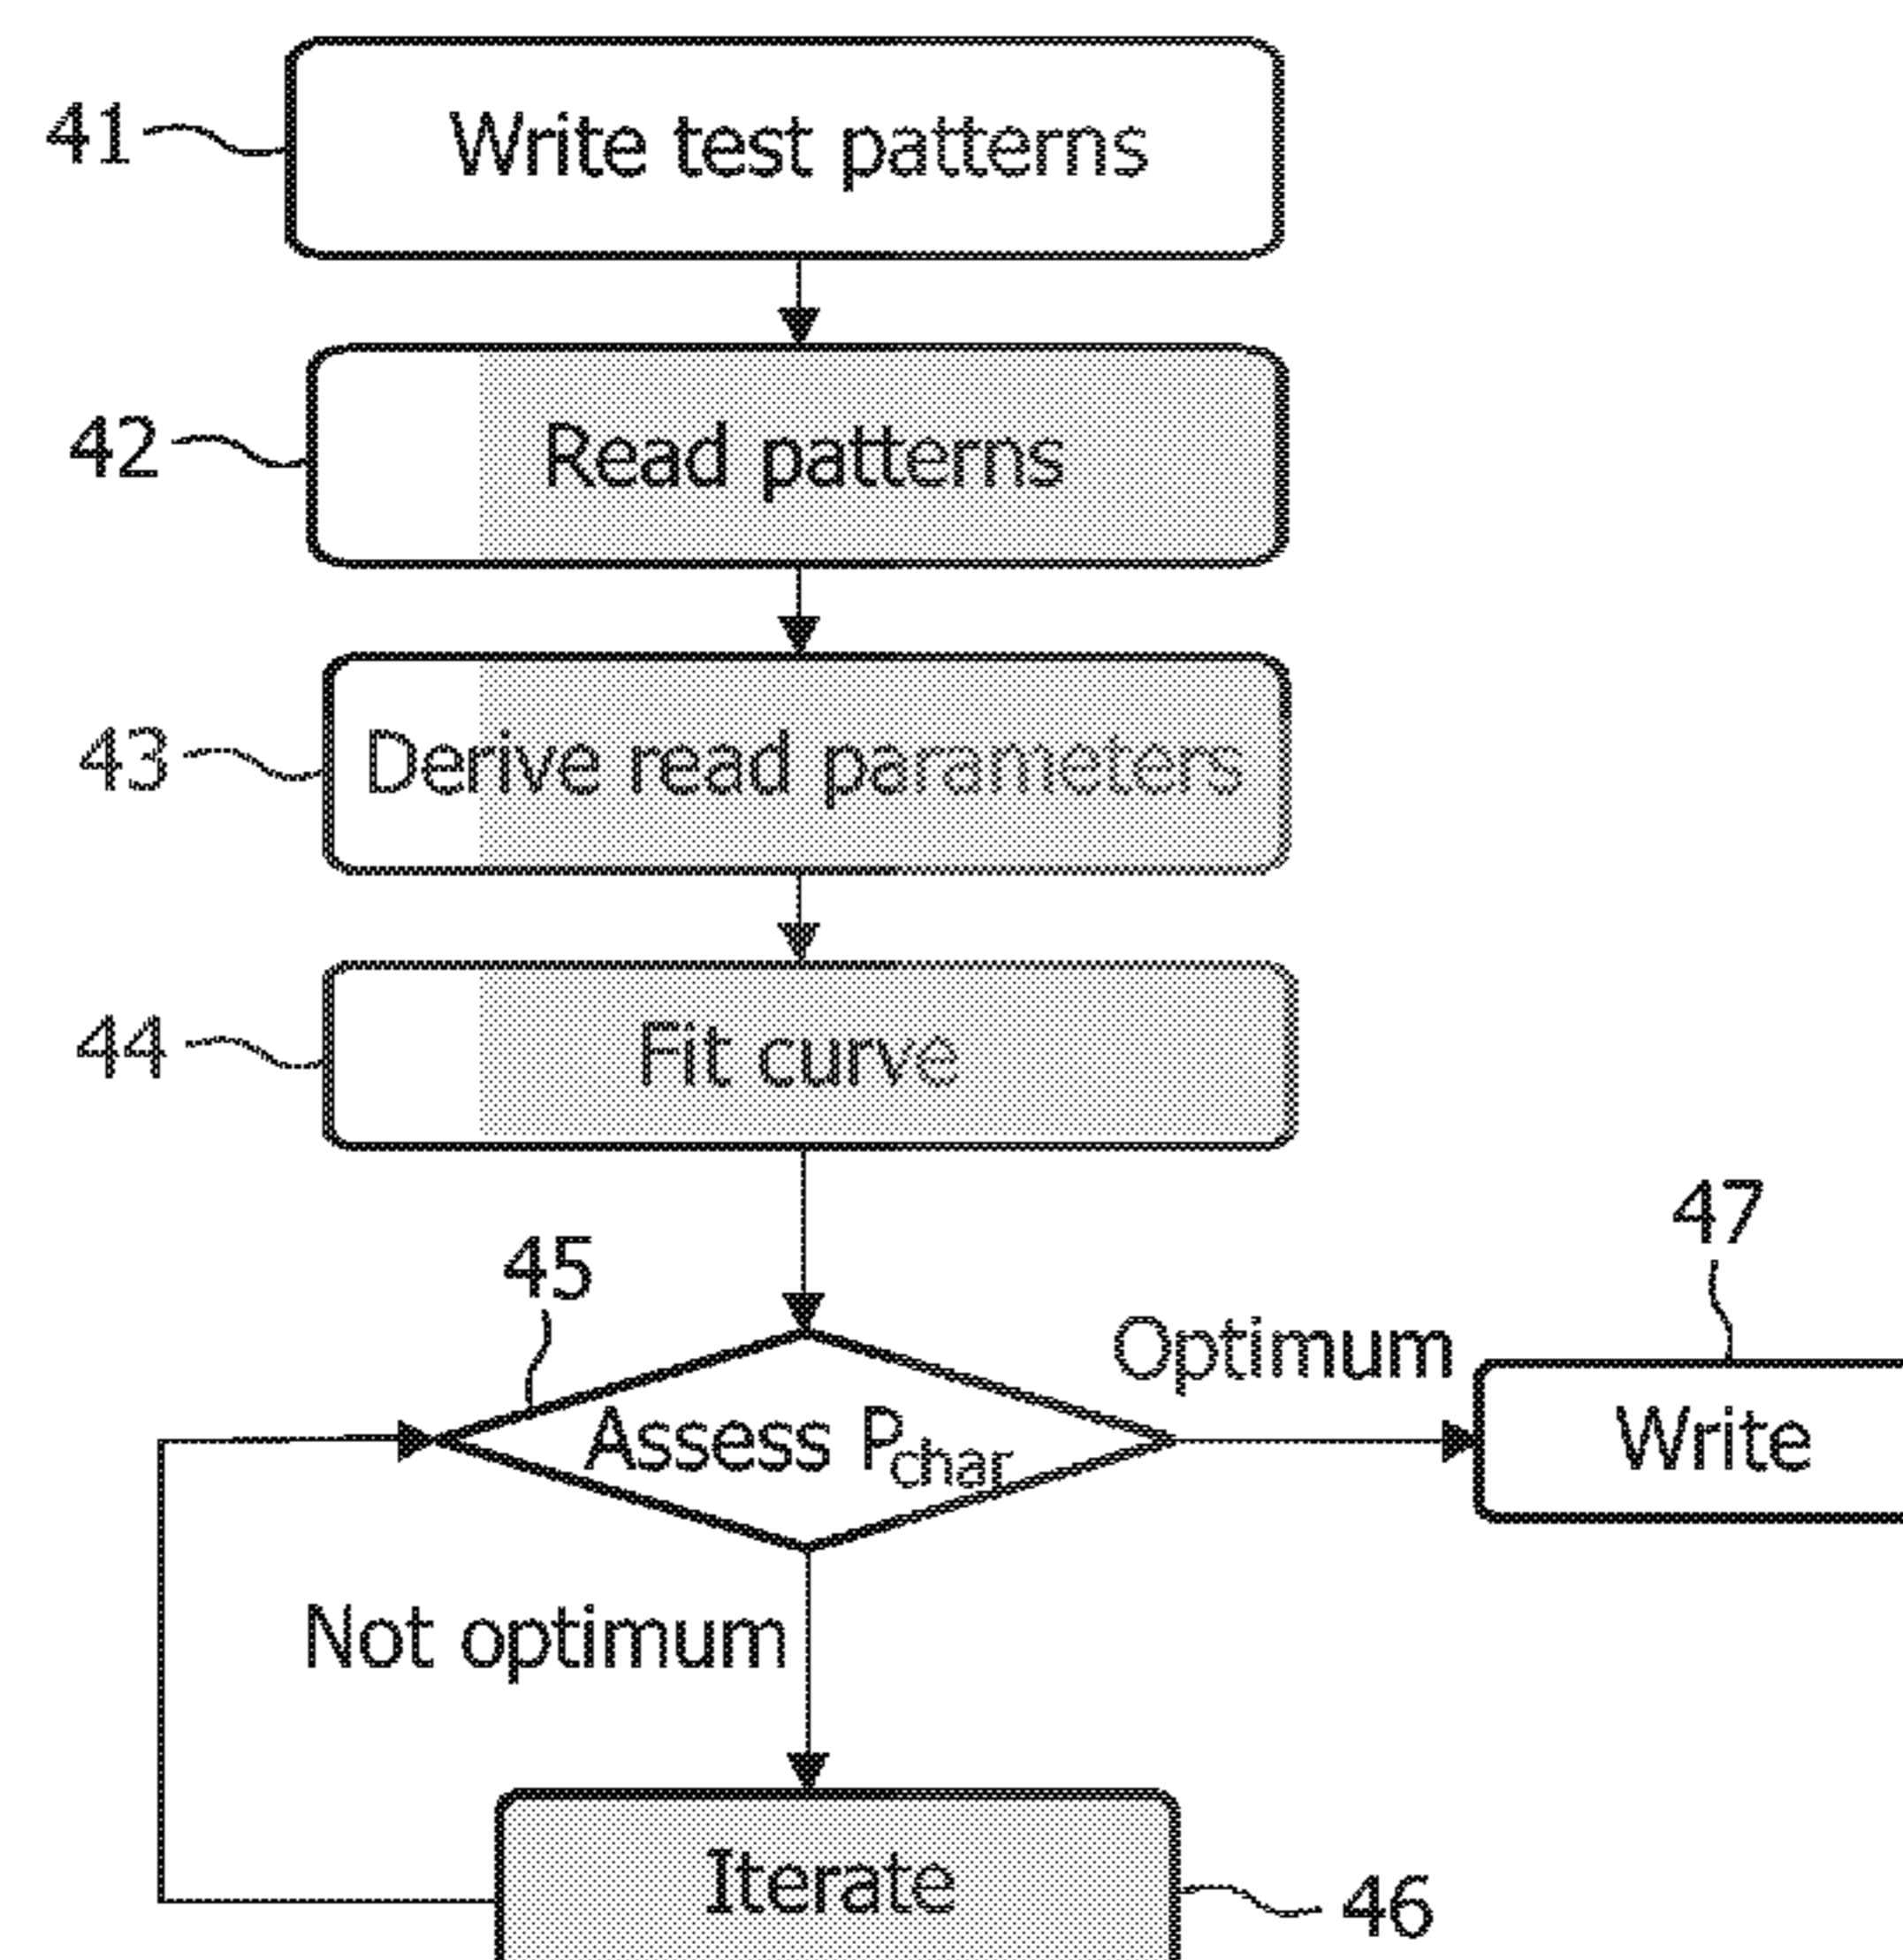 41
Write test patterns
42
Read patterns
43
Derive read parameters
44
Fit curve
45
47
Optimum
Assess Pchar
Write
Not optimum
Iterate
46